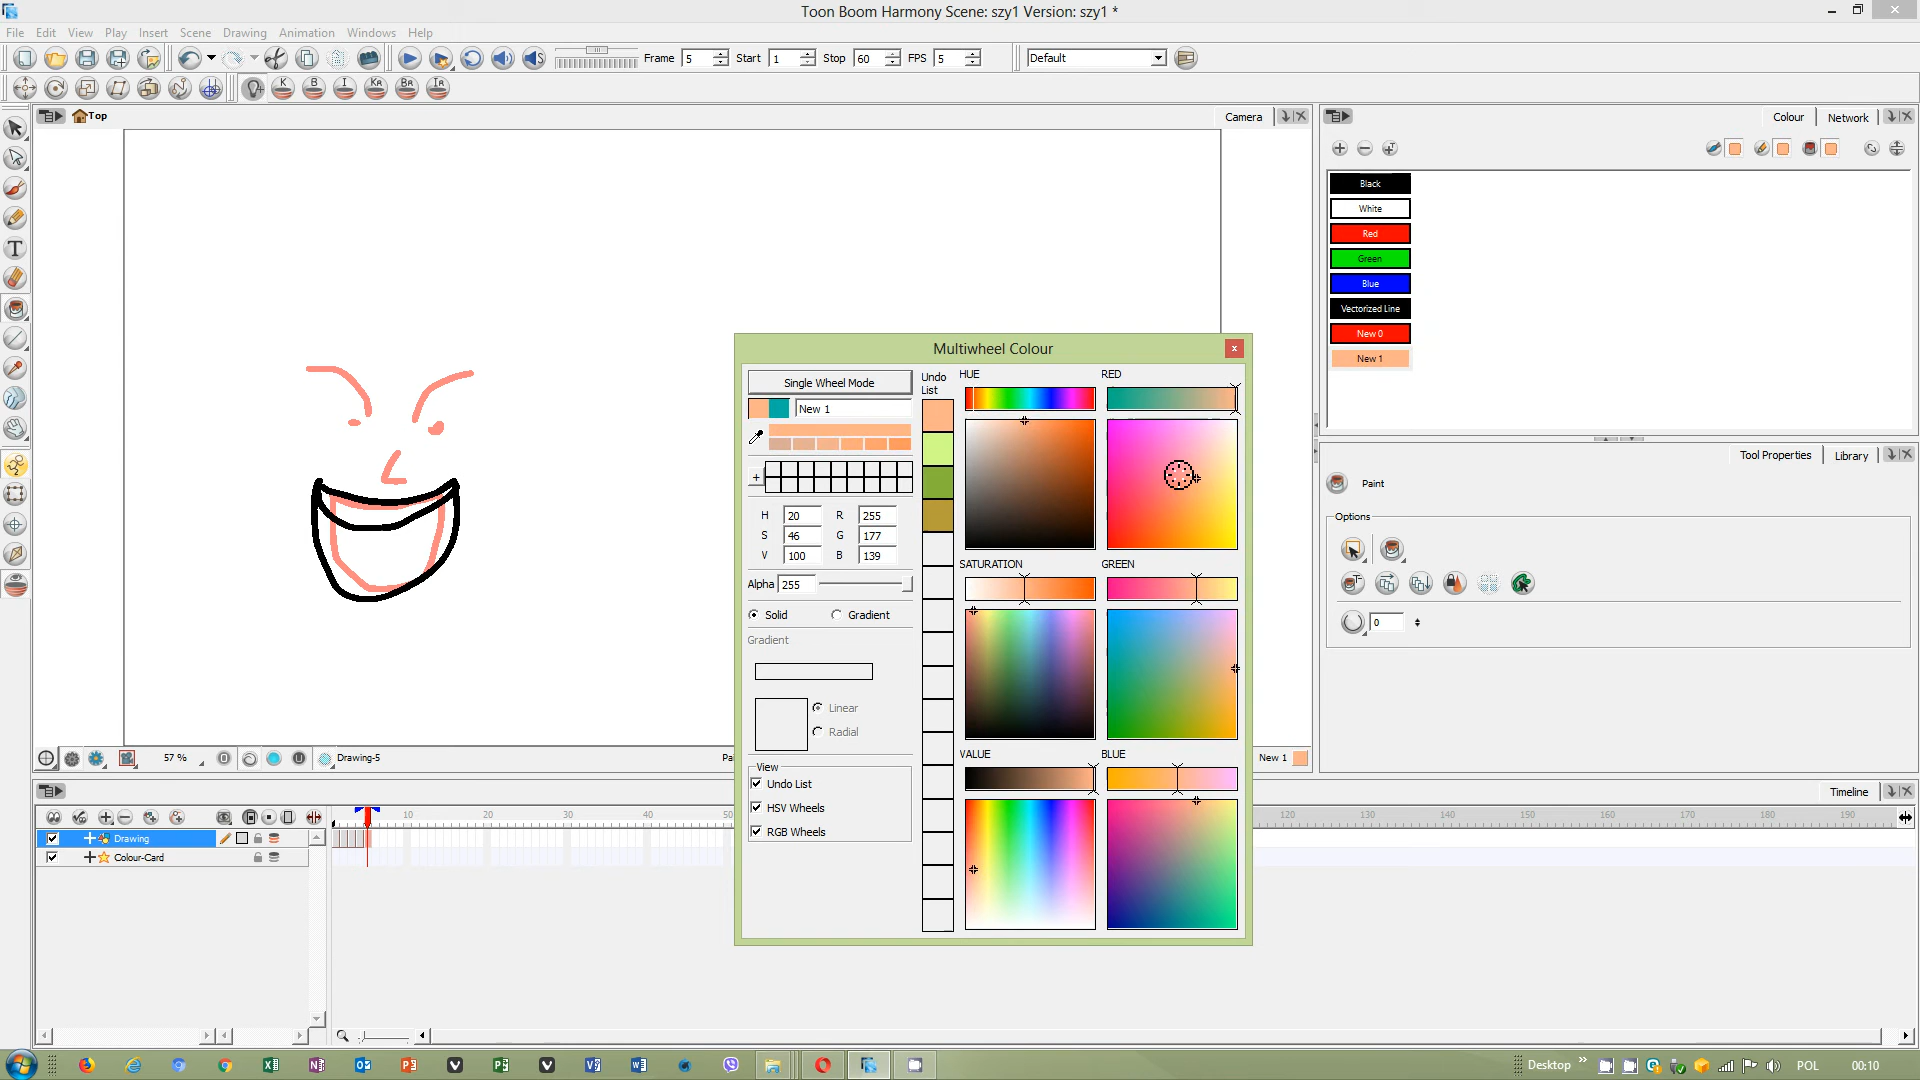 Toon Boom Harmony Scene: szy1 Version: szy1 *
File Edit View Play Insert Scene Drawing Animation Windows Help
Frame 5 Start 1 Stop 60 FPS 5 Default
K B I KR BR IR
Top
Camera
Colour Network
Black
White
Red
Green
Blue
Vectorized Line
New 0
New 1
T
Multiwheel Colour
Single Wheel Mode
Undo List
HUE RED
New 1
H 20 R 255
S 46 G 177
V 100 B 139
Alpha 255
Solid Gradient
Gradient
Linear
Radial
View
Undo List
HSV Wheels
RGB Wheels
SATURATION GREEN
VALUE BLUE
Tool Properties Library
Paint
Options
0
57 % Drawing-5 Pa
New 1
Timeline
10 20 30 40 50 120 130 140 150 160 170 180 190
Drawing
Colour-Card
Desktop POL 00:10